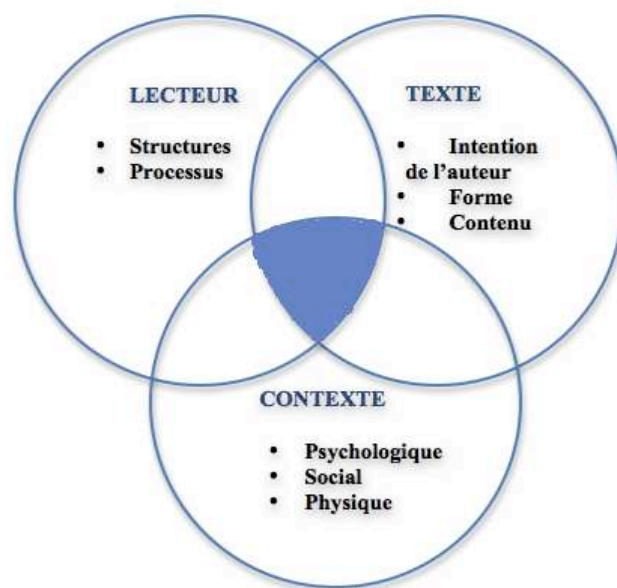 LECTEUR
• Structures
• Processus
TEXTE
• Intention
de l'auteur
• Forme
• Contenu
CONTEXTE
• Psychologique
• Social
• Physique